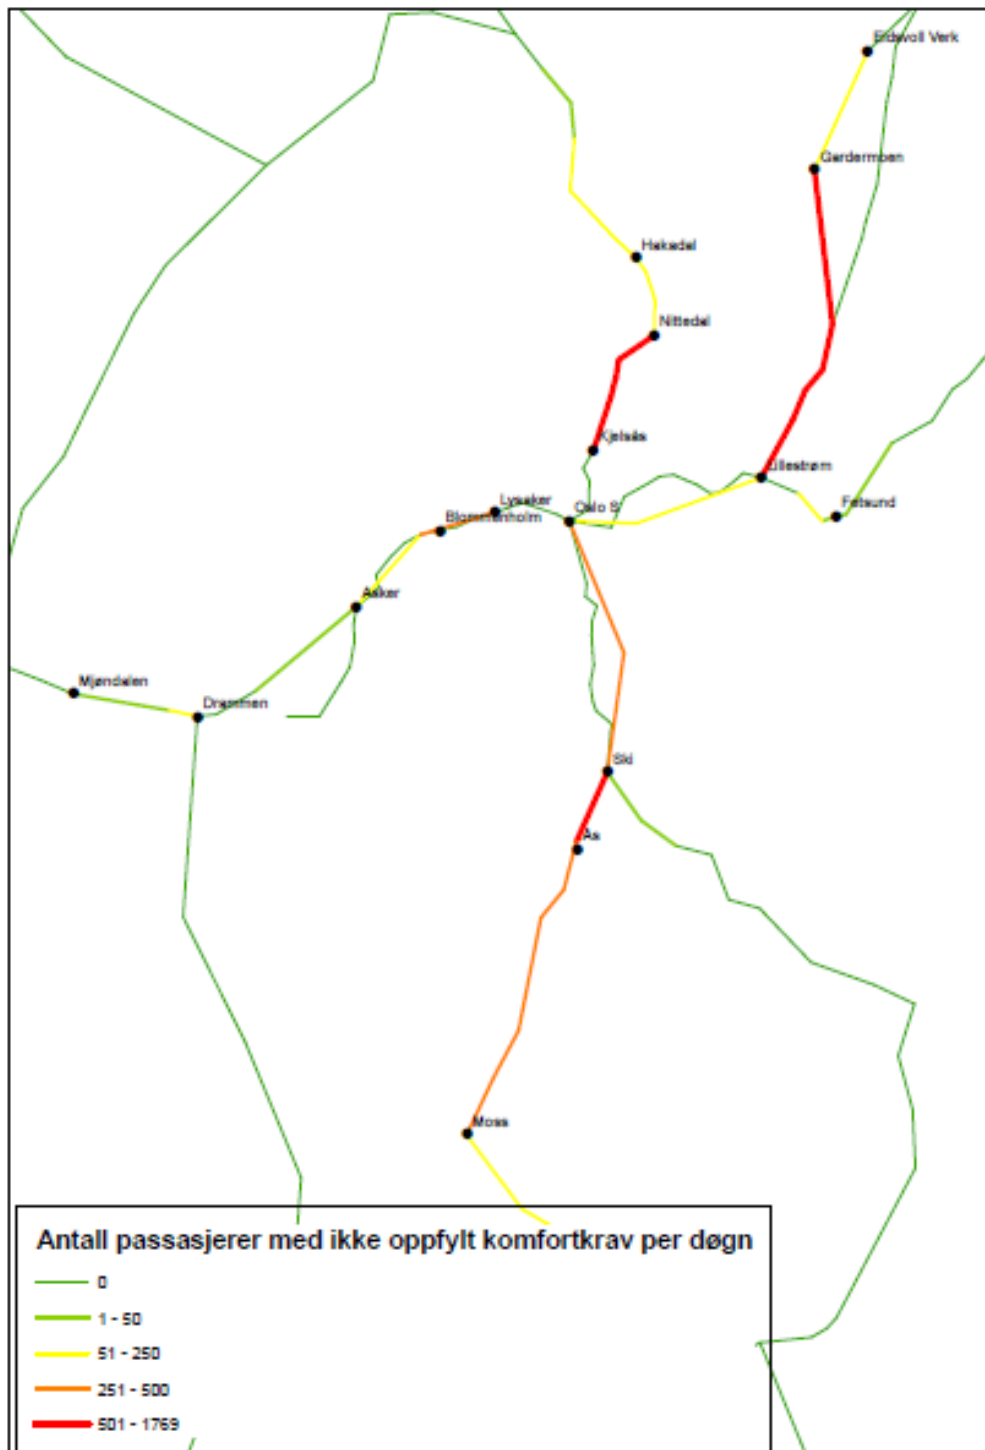 Eidsvoll Verk
Gardermoen
Hakadal
Nittedal
Kjelsås
Lillestrøm
Lysaker
Oslo S
Fetsund
Blommenholm
Asker
Mjøndalen
Drammen
Ski
Ås
Moss
Antall passasjerer med ikke oppfylt komfortkrav per døgn
0
1 - 50
51 - 250
251 - 500
501 - 1769